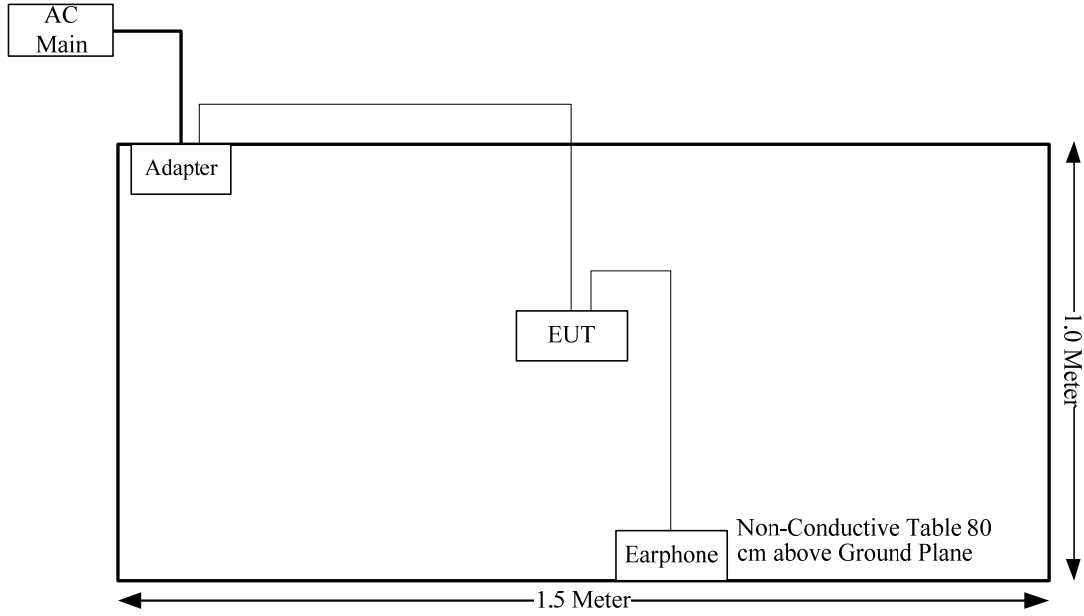 AC
Main
Adapter
EUT
1.0 Meter
Earphone
Non-Conductive Table 80
cm above Ground Plane
1.5 Meter